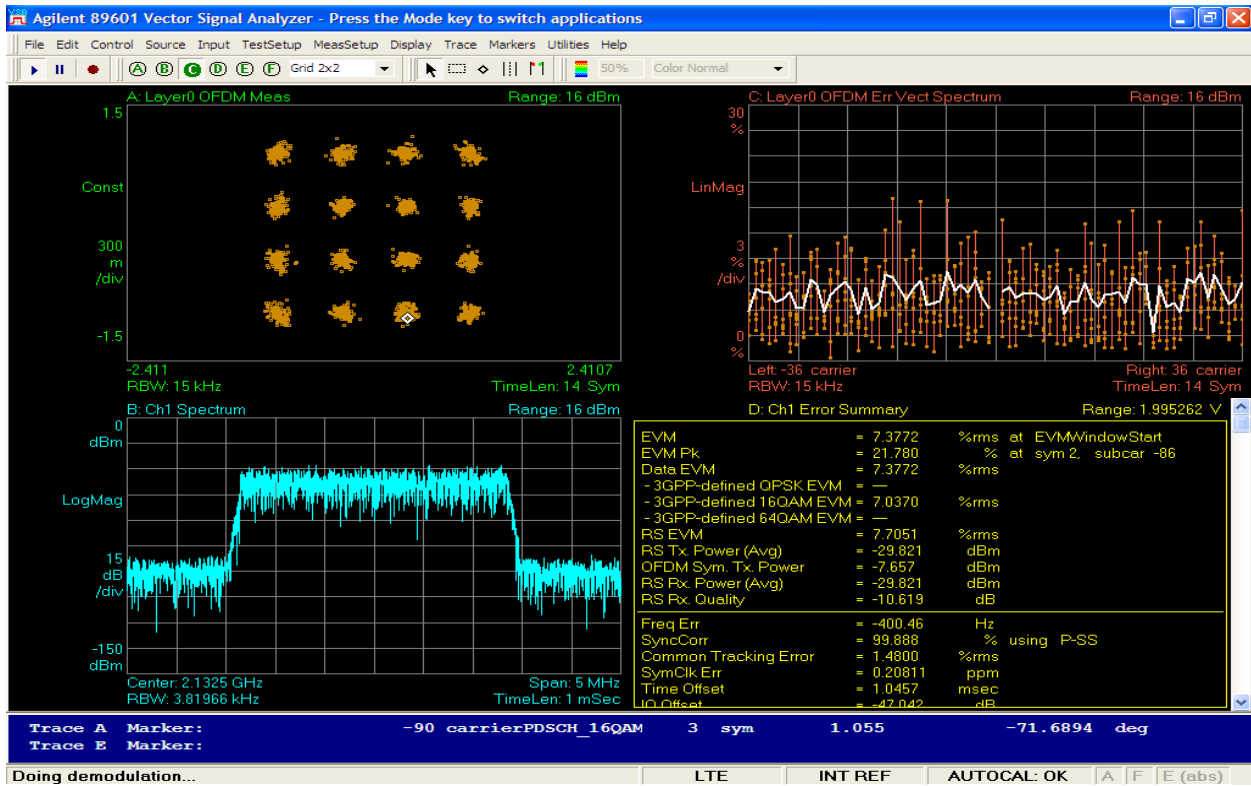 Agilent 89601 Vector Signal Analyzer - Press the Mode key to switch applications
File Edit Control Source Input TestSetup MeasSetup Display Trace Markers Utilities Help
A B C D E F Grid 2x2 50% Color Normal
A: Layer0 OFDM Meas Range: 16 dBm
1.5
Const
300
m
/div
-1.5
-2.411 2.4107
RBW: 15 kHz TimeLen: 14 Sym
C: Layer0 OFDM Err Vect Spectrum Range: 16 dBm
30
%
LinMag
3
%
/div
0
%
Left: -36 carrier Right: 36 carrier
RBW: 15 kHz TimeLen: 14 Sym
B: Ch1 Spectrum Range: 16 dBm
0
dBm
LogMag
15
dB
/div
-150
dBm
Center: 2.1325 GHz Span: 5 MHz
RBW: 3.81966 kHz TimeLen: 1 mSec
D: Ch1 Error Summary Range: 1.995262 V
EVM = 7.3772 %rms at EVMWindowStart
EVM Pk = 21.780 % at sym 2, subcar -86
Data EVM = 7.3772 %rms
- 3GPP-defined QPSK EVM = —
- 3GPP-defined 16QAM EVM = 7.0370 %rms
- 3GPP-defined 64QAM EVM = —
RS EVM = 7.7051 %rms
RS Tx. Power (Avg) = -29.821 dBm
OFDM Sym. Tx. Power = -7.657 dBm
RS Rx. Power (Avg) = -29.821 dBm
RS Rx. Quality = -10.619 dB
Freq Err = -400.46 Hz
SyncCorr = 99.888 % using P-SS
Common Tracking Error = 1.4800 %rms
SymClk Err = 0.20811 ppm
Time Offset = 1.0457 msec
IQ Offset = -47.042 dB
Trace A Marker: -90 carrierPDSCH_16QAM 3 sym 1.055 -71.6894 deg
Trace E Marker:
Doing demodulation... LTE INT REF AUTOCAL: OK A F E (abs)